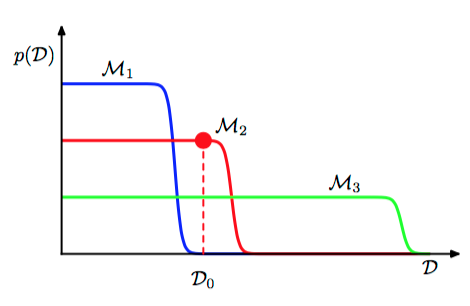 p(𝒟)
ℳ₁
ℳ₂
ℳ₃
𝒟₀
𝒟